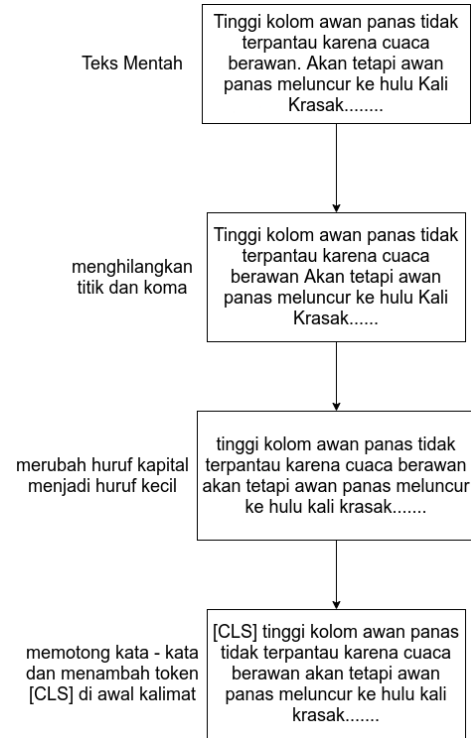 Teks Mentah
Tinggi kolom awan panas tidak
terpantau karena cuaca
berawan. Akan tetapi awan
panas meluncur ke hulu Kali
Krasak........
menghilangkan
titik dan koma
Tinggi kolom awan panas tidak
terpantau karena cuaca
berawan Akan tetapi awan
panas meluncur ke hulu Kali
Krasak......
merubah huruf kapital
menjadi huruf kecil
tinggi kolom awan panas tidak
terpantau karena cuaca berawan
akan tetapi awan panas meluncur
ke hulu kali krasak.......
memotong kata - kata
dan menambah token
[CLS] di awal kalimat
[CLS] tinggi kolom awan panas
tidak terpantau karena cuaca
berawan akan tetapi awan
panas meluncur ke hulu kali
krasak.......